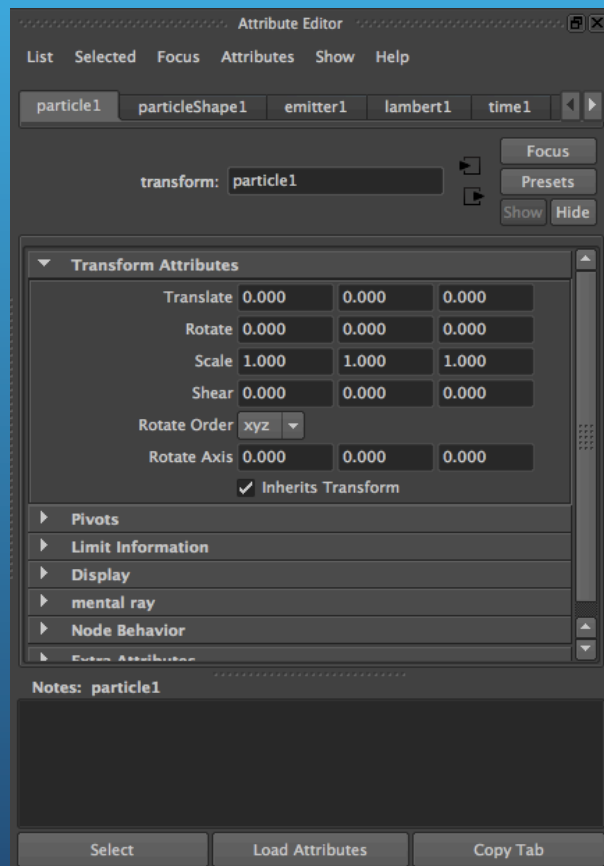 Attribute Editor
List Selected Focus Attributes Show Help
particle1 particleShape1 emitter1 lambert1 time1
Focus
transform: particle1
Presets
Show Hide
Transform Attributes
Translate 0.000 0.000 0.000
Rotate 0.000 0.000 0.000
Scale 1.000 1.000 1.000
Shear 0.000 0.000 0.000
Rotate Order xyz
Rotate Axis 0.000 0.000 0.000
Inherits Transform
Pivots
Limit Information
Display
mental ray
Node Behavior
Extra Attributes
Notes: particle1
Select Load Attributes Copy Tab